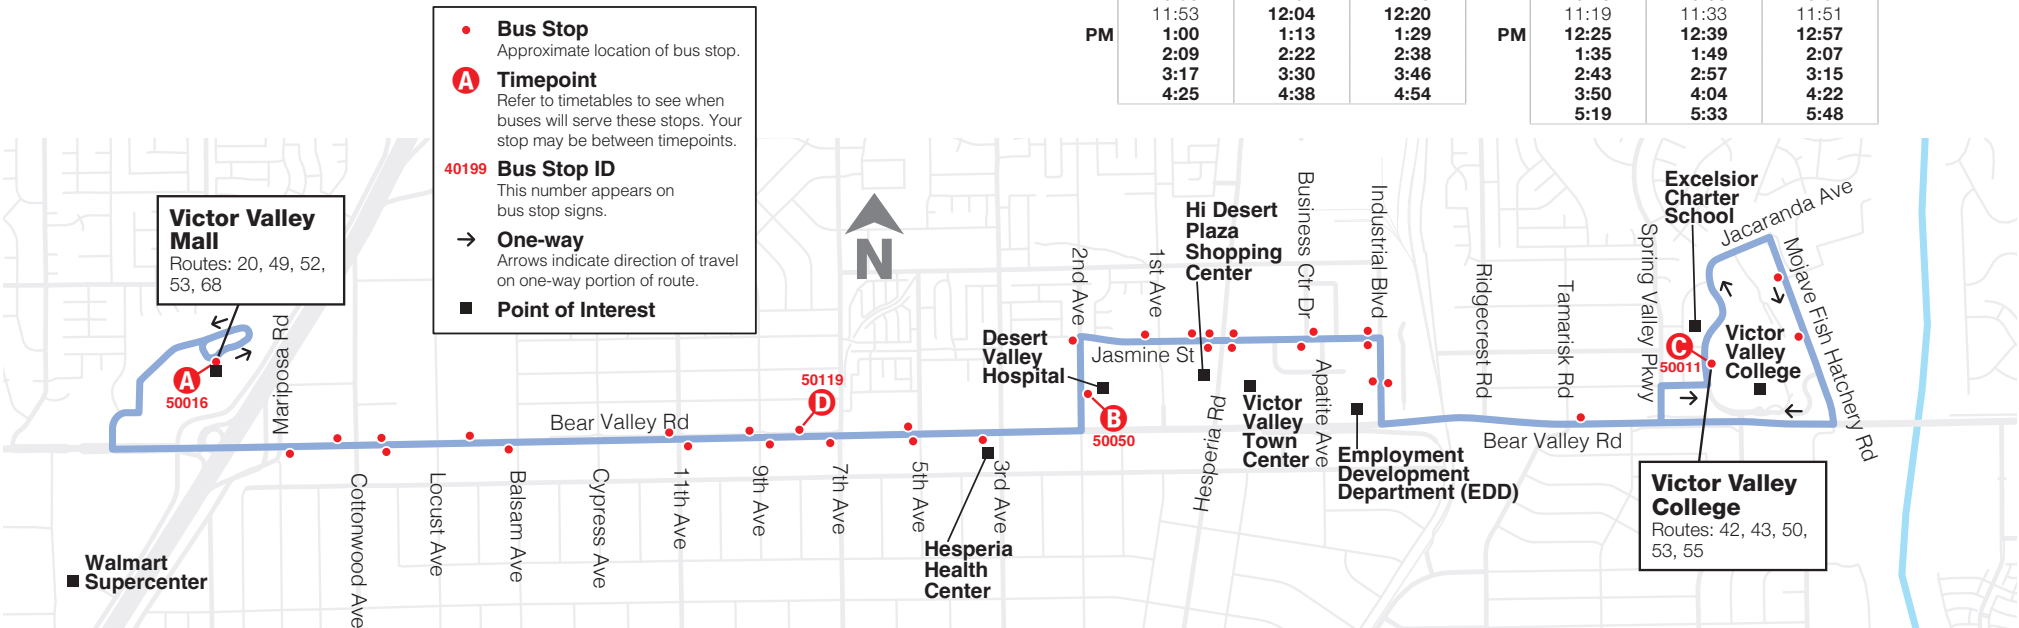 11:53 12:04 12:20
PM 1:00 1:13 1:29
2:09 2:22 2:38
3:17 3:30 3:46
4:25 4:38 4:54
11:19 11:33 11:51
PM 12:25 12:39 12:57
1:35 1:49 2:07
2:43 2:57 3:15
3:50 4:04 4:22
5:19 5:33 5:48
Bus Stop
Approximate location of bus stop.
A Timepoint
Refer to timetables to see when
buses will serve these stops. Your
stop may be between timepoints.
40199 Bus Stop ID
This number appears on
bus stop signs.
One-way
Arrows indicate direction of travel
on one-way portion of route.
Point of Interest
N
Victor Valley
Mall
Routes: 20, 49, 52,
53, 68
A
50016
Mariposa Rd
Walmart
Supercenter
Cottonwood Ave
Locust Ave
Balsam Ave
Cypress Ave
Bear Valley Rd
11th Ave
9th Ave
50119
D
7th Ave
5th Ave
3rd Ave
Hesperia
Health
Center
Desert
Valley
Hospital
2nd Ave
1st Ave
Jasmine St
B
50050
Hi Desert
Plaza
Shopping
Center
Hesperia Rd
Victor
Valley
Town
Center
Business Ctr Dr
Apatite Ave
Industrial Blvd
Employment
Development
Department (EDD)
Ridgecrest Rd
Tamarisk Rd
Bear Valley Rd
Spring Valley Pkwy
Excelsior
Charter
School
Jacaranda Ave
Mojave Fish Hatchery Rd
C
50011
Victor
Valley
College
Victor Valley
College
Routes: 42, 43, 50,
53, 55